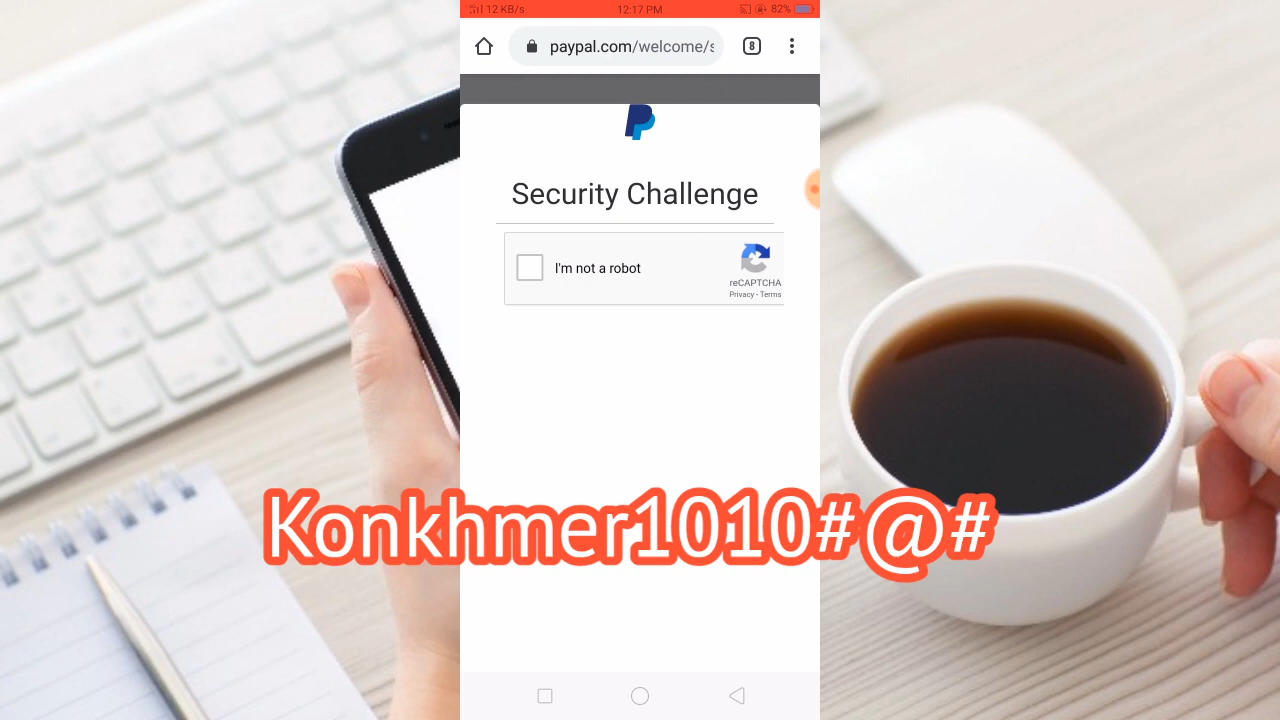 12 KB/s 12:17 PM 82%
paypal.com/welcome/s 8
Security Challenge
I'm not a robot
reCAPTCHA
Privacy - Terms
Konkhmer1010#@#